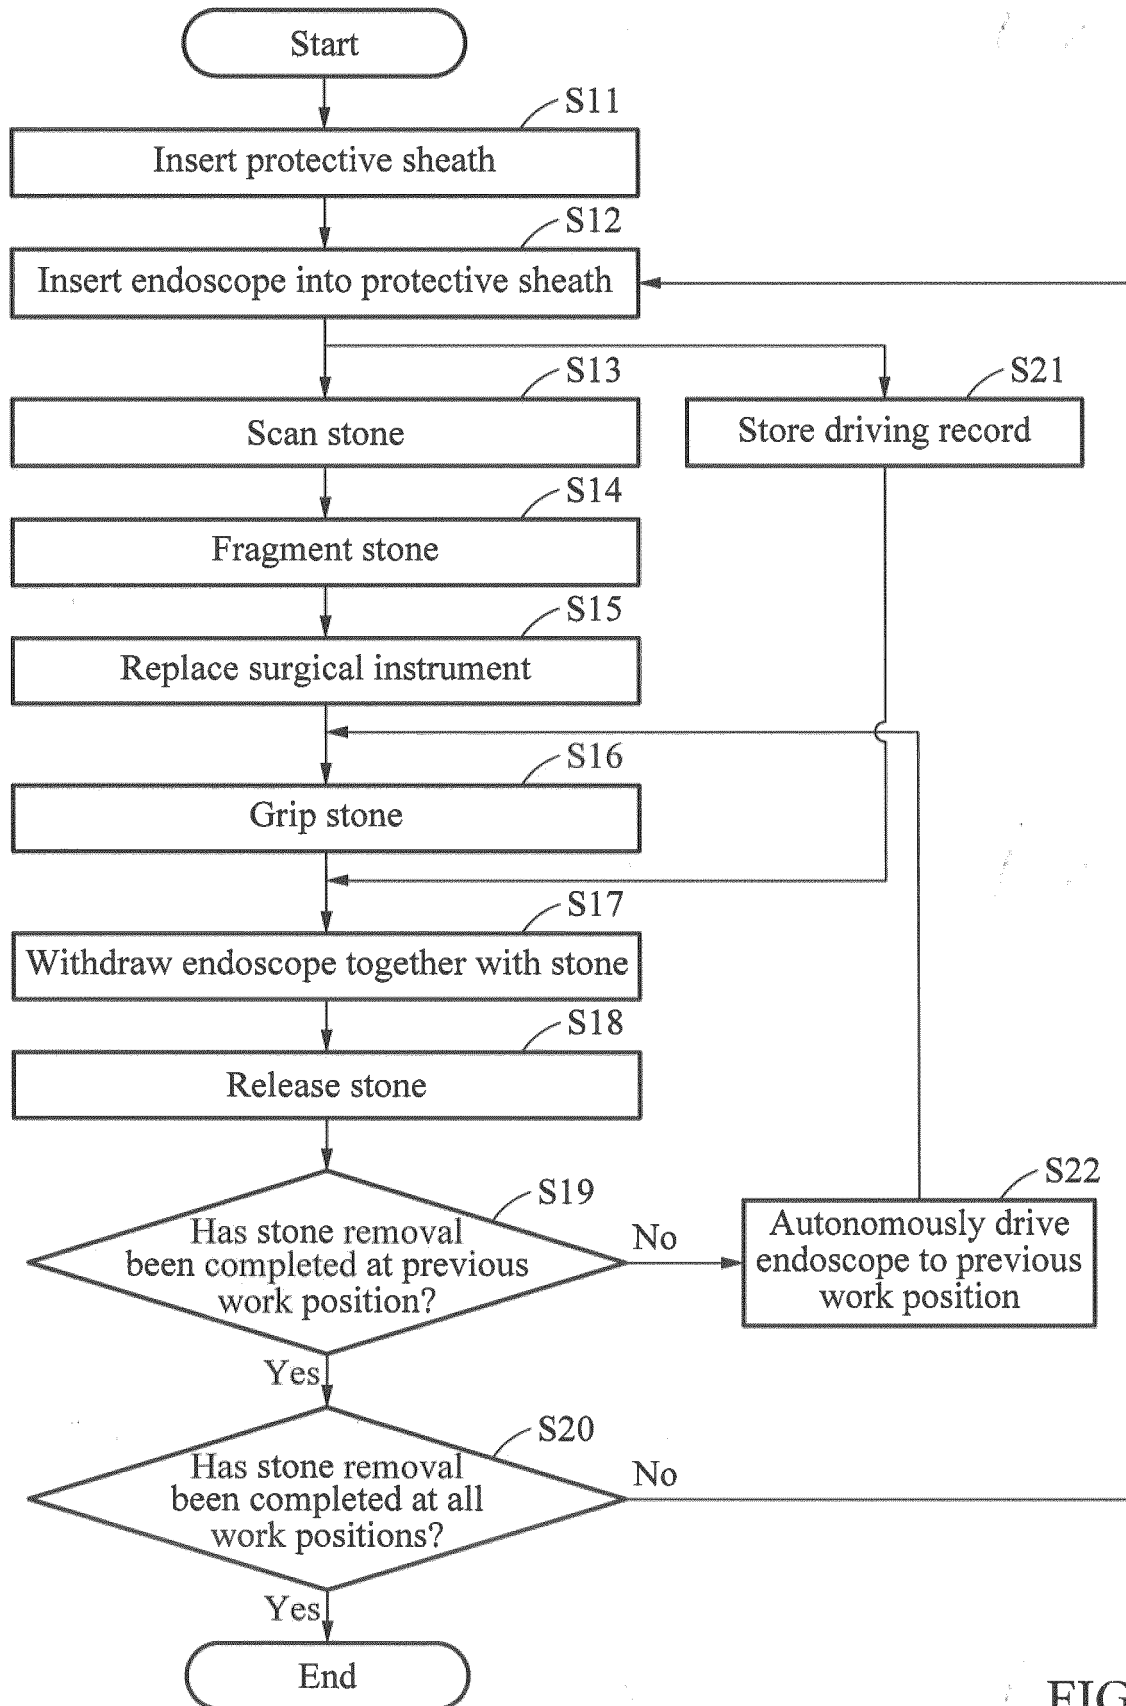 Start
S11
Insert protective sheath
S12
Insert endoscope into protective sheath
S13
Scan stone
S21
Store driving record
S14
Fragment stone
S15
Replace surgical instrument
S16
Grip stone
S17
Withdraw endoscope together with stone
S18
Release stone
S19
Has stone removal
been completed at previous
work position?
No
S22
Autonomously drive
endoscope to previous
work position
Yes
S20
Has stone removal
been completed at all
work positions?
No
Yes
End
FIG